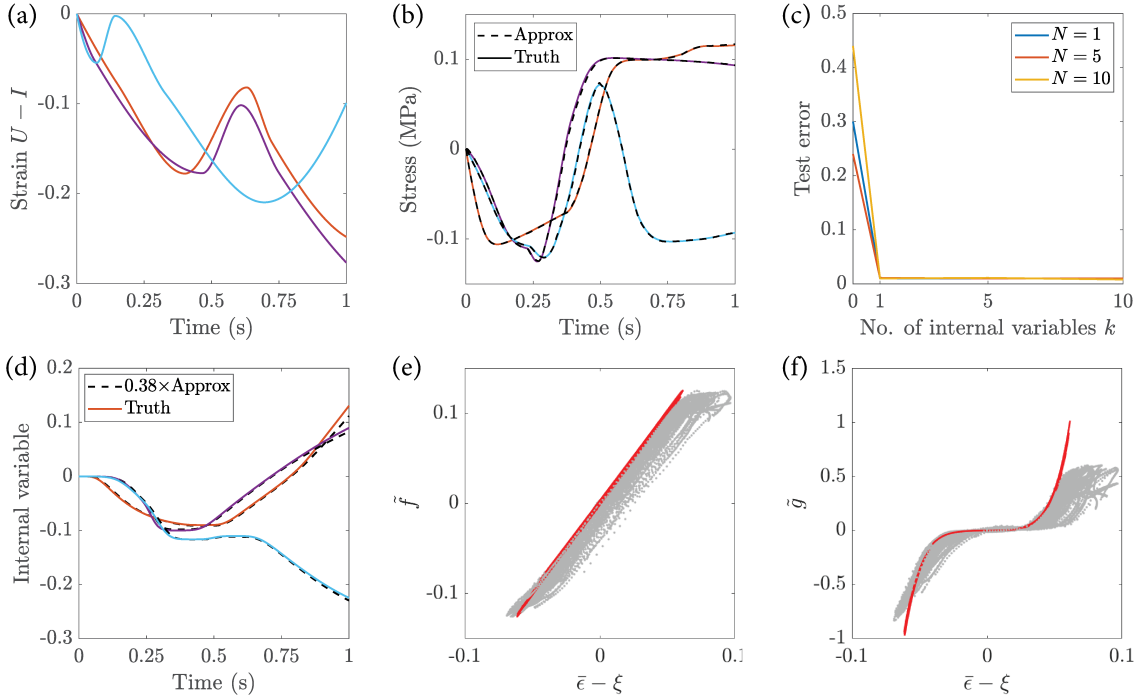 (a)
0
-0.1
-0.2
-0.3
Strain U − I
0 0.25 0.5 0.75 1
Time (s)
(b)
0.1
0
-0.1
Stress (MPa)
Approx
Truth
0 0.25 0.5 0.75 1
Time (s)
(c)
0.5
0.4
0.3
0.2
0.1
0
Test error
N = 1
N = 5
N = 10
0 1 5 10
No. of internal variables k
(d)
0.2
0.1
0
-0.1
-0.2
-0.3
Internal variable
0.38×Approx
Truth
0 0.25 0.5 0.75 1
Time (s)
(e)
0.1
0
-0.1
f̃
-0.1 0 0.1
ϵ̄ − ξ
(f)
1
0.5
0
-0.5
-1
g̃
-0.1 0 0.1
ϵ̄ − ξ